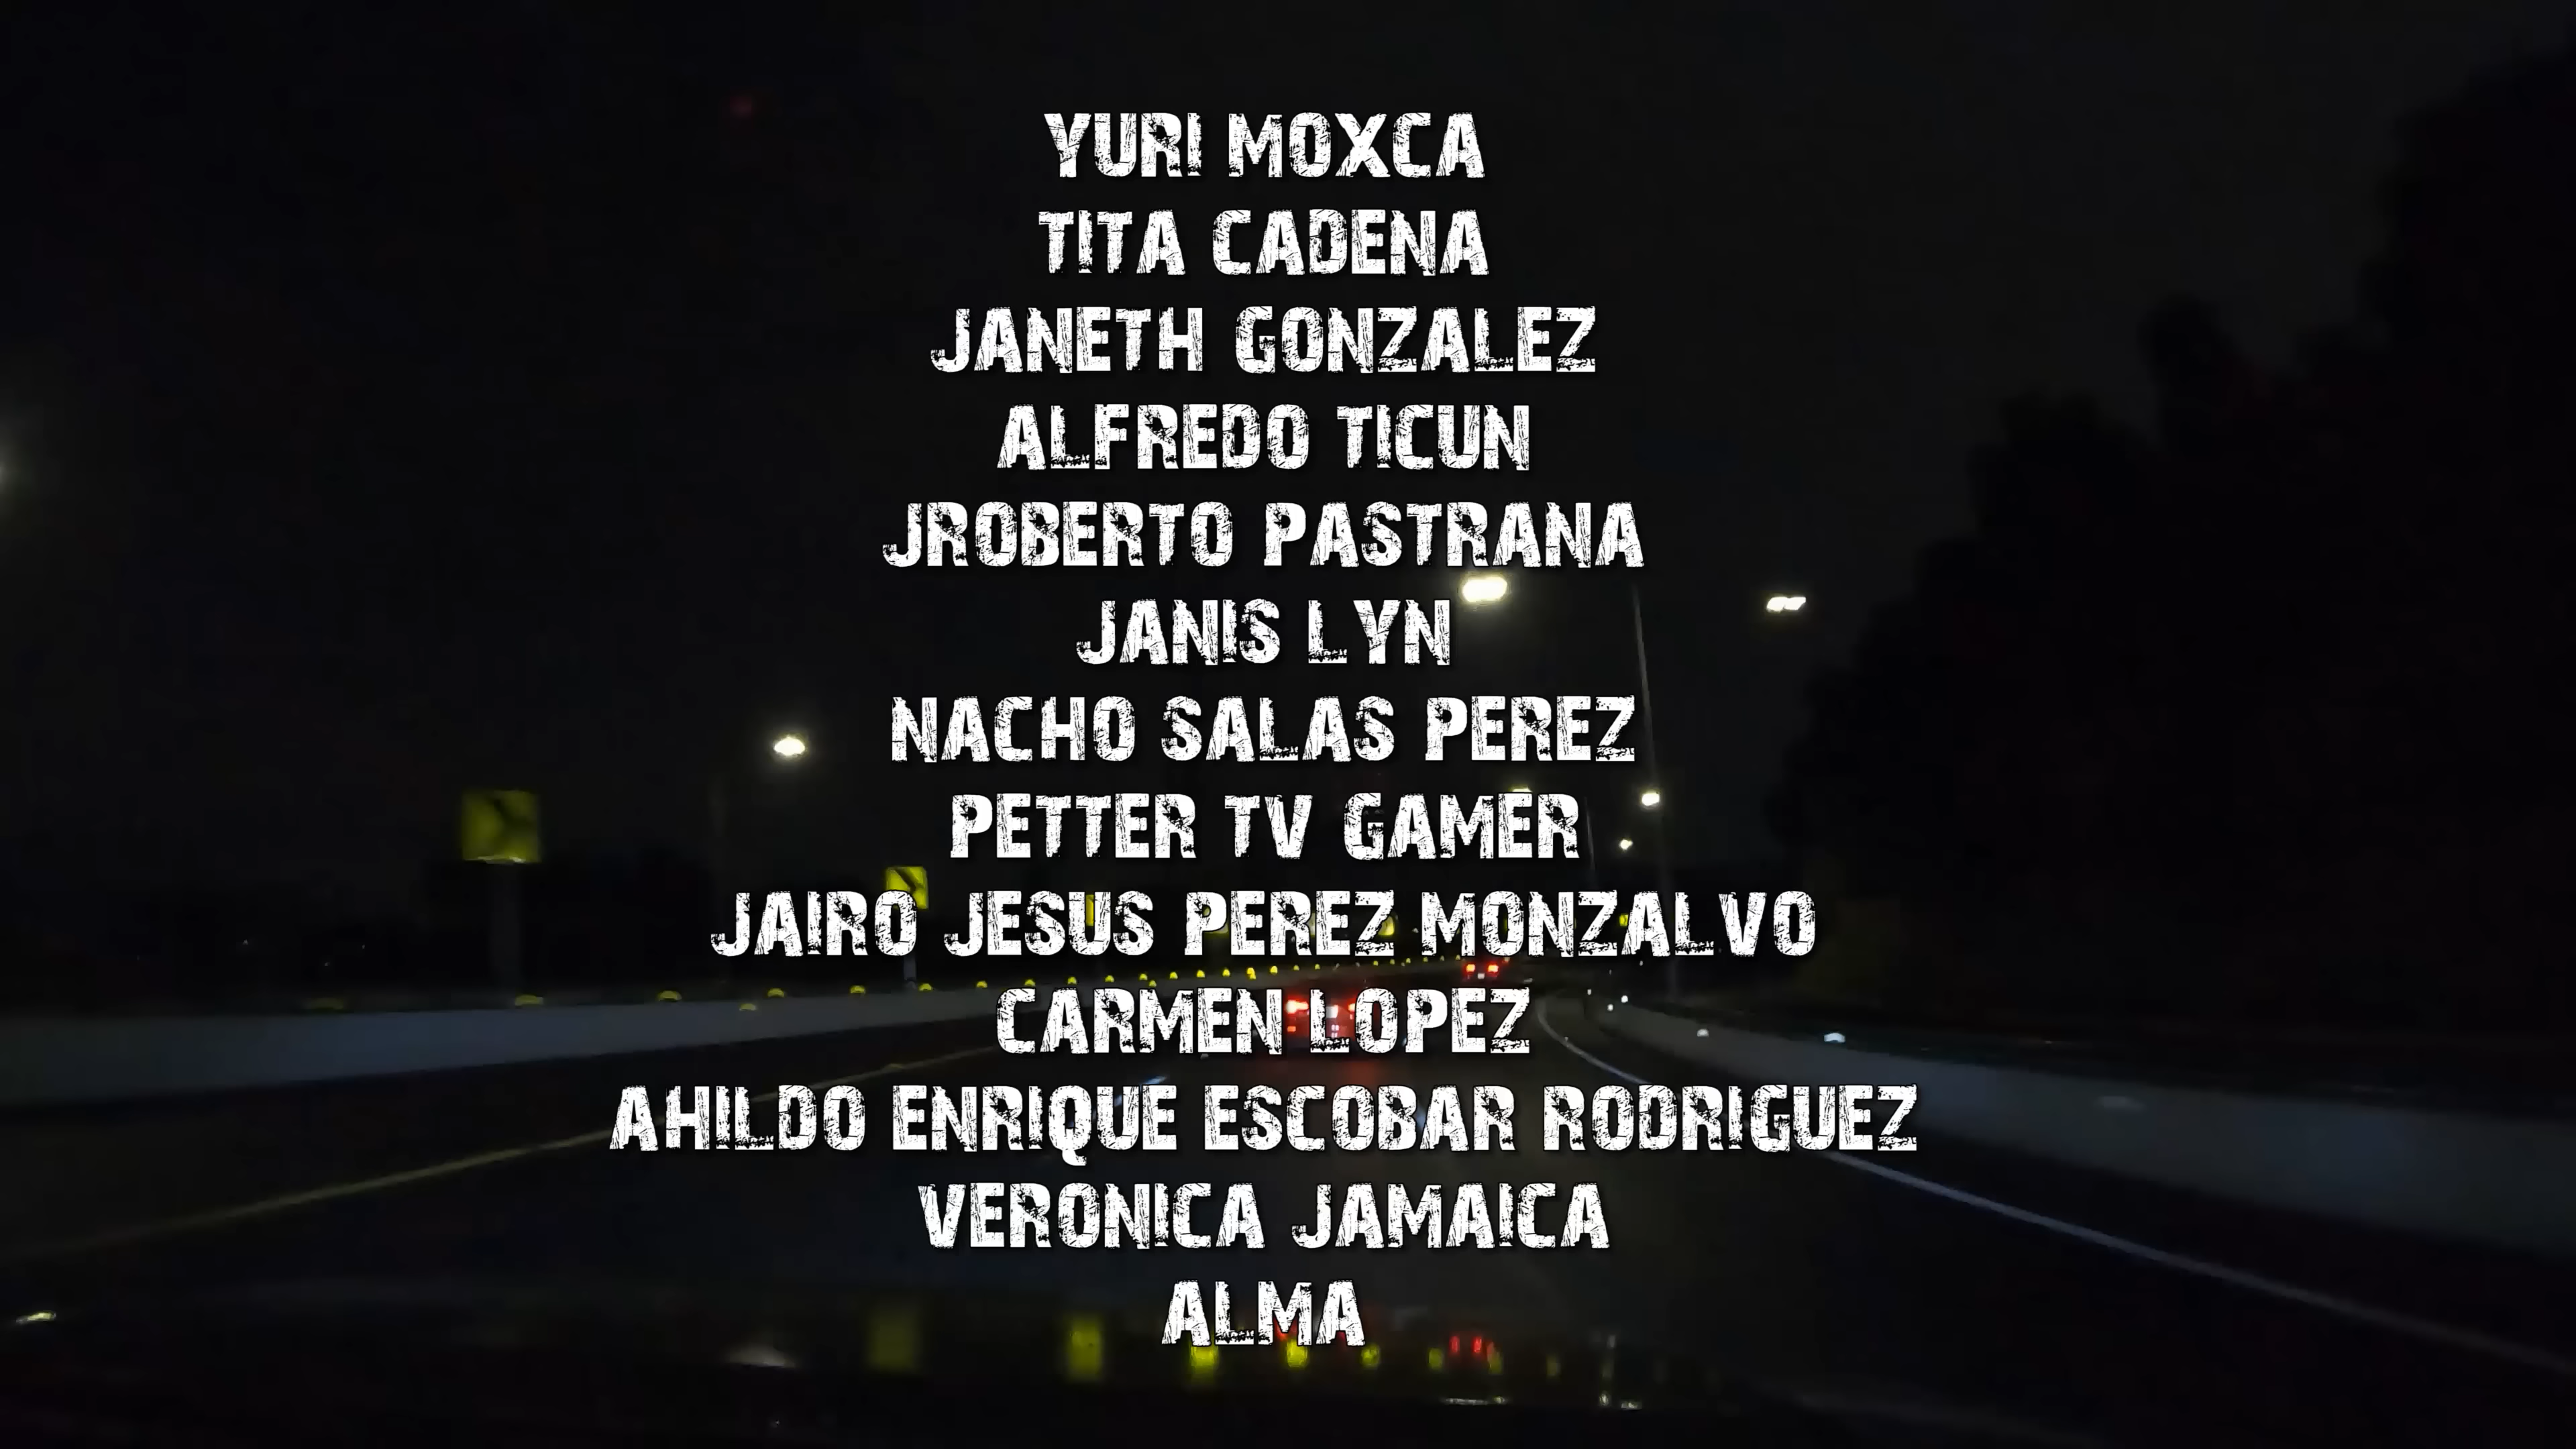 YURI MOXCA
TITA CADENA
JANETH GONZALEZ
ALFREDO TICUN
JROBERTO PASTRANA
JANIS LYN
NACHO SALAS PEREZ
PETTER TV GAMER
JAIRO JESUS PEREZ MONZALVO
CARMEN LOPEZ
AHILDO ENRIQUE ESCOBAR RODRIGUEZ
VERONICA JAMAICA
ALMA